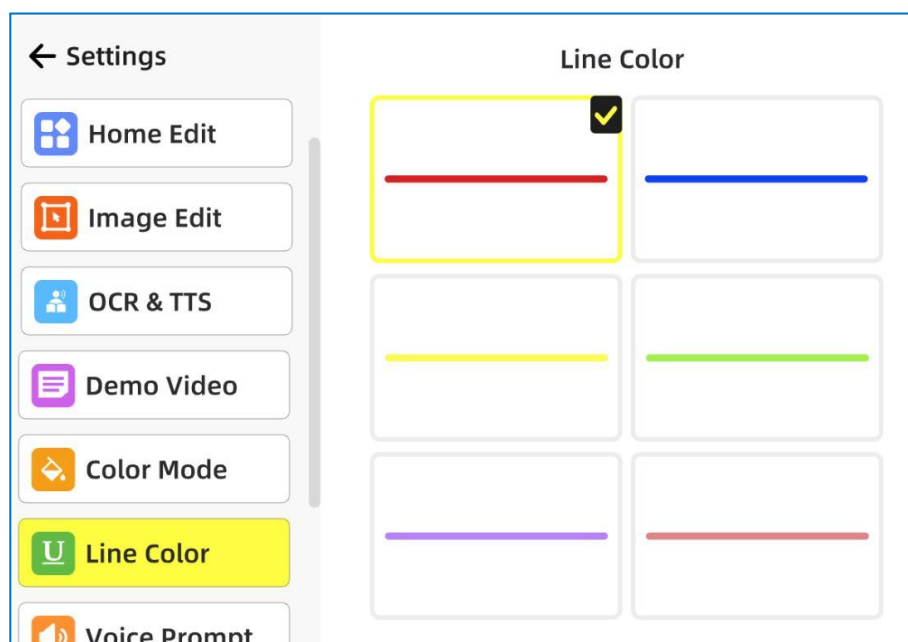 Settings
Home Edit
Image Edit
OCR & TTS
Demo Video
Color Mode
U Line Color
Voice Prompt
Line Color